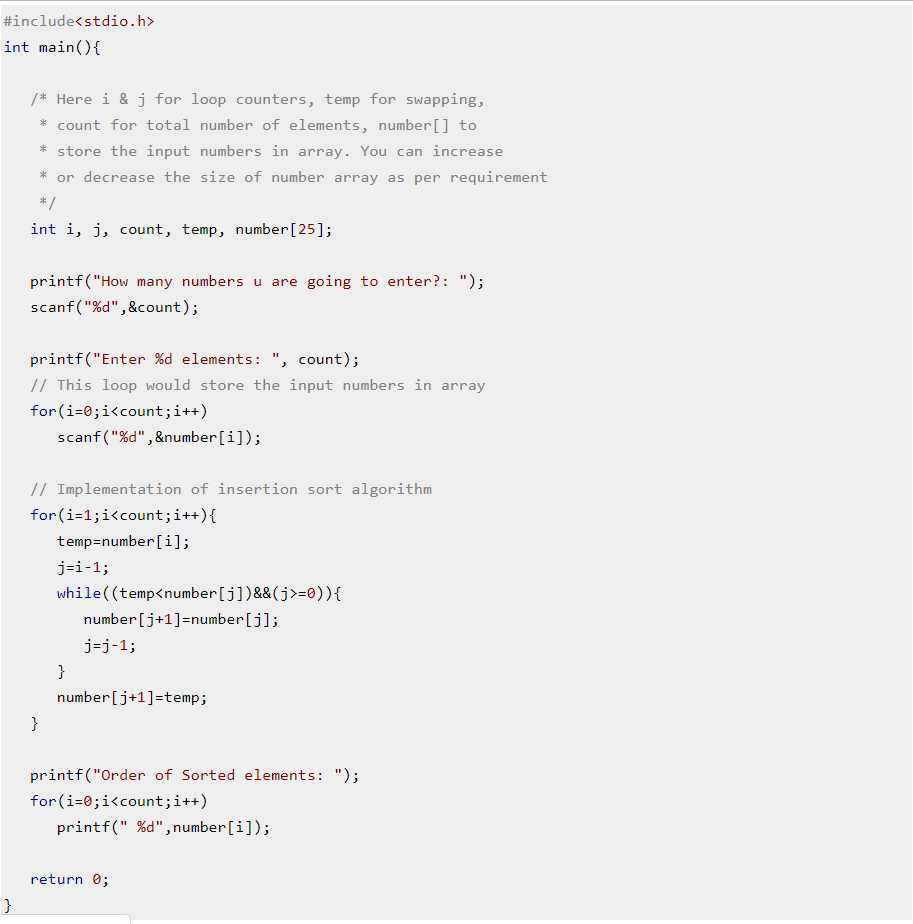 #include<stdio.h>
int main(){
/* Here i & j for loop counters, temp for swapping,
* count for total number of elements, number[] to
* store the input numbers in array. You can increase
* or decrease the size of number array as per requirement
*/
int i, j, count, temp, number[25];
printf("How many numbers u are going to enter?: ");
scanf("%d",&count);
printf("Enter %d elements: ", count);
// This loop would store the input numbers in array
for(i=0;i<count;i++)
scanf("%d",&number[i]);
// Implementation of insertion sort algorithm
for(i=1;i<count;i++){
temp=number[i];
j=i-1;
while((temp<number[j])&&(j>=0)){
number[j+1]=number[j];
j=j-1;
}
number[j+1]=temp;
}
printf("Order of Sorted elements: ");
for(i=0;i<count;i++)
printf(" %d",number[i]);
return 0;
}